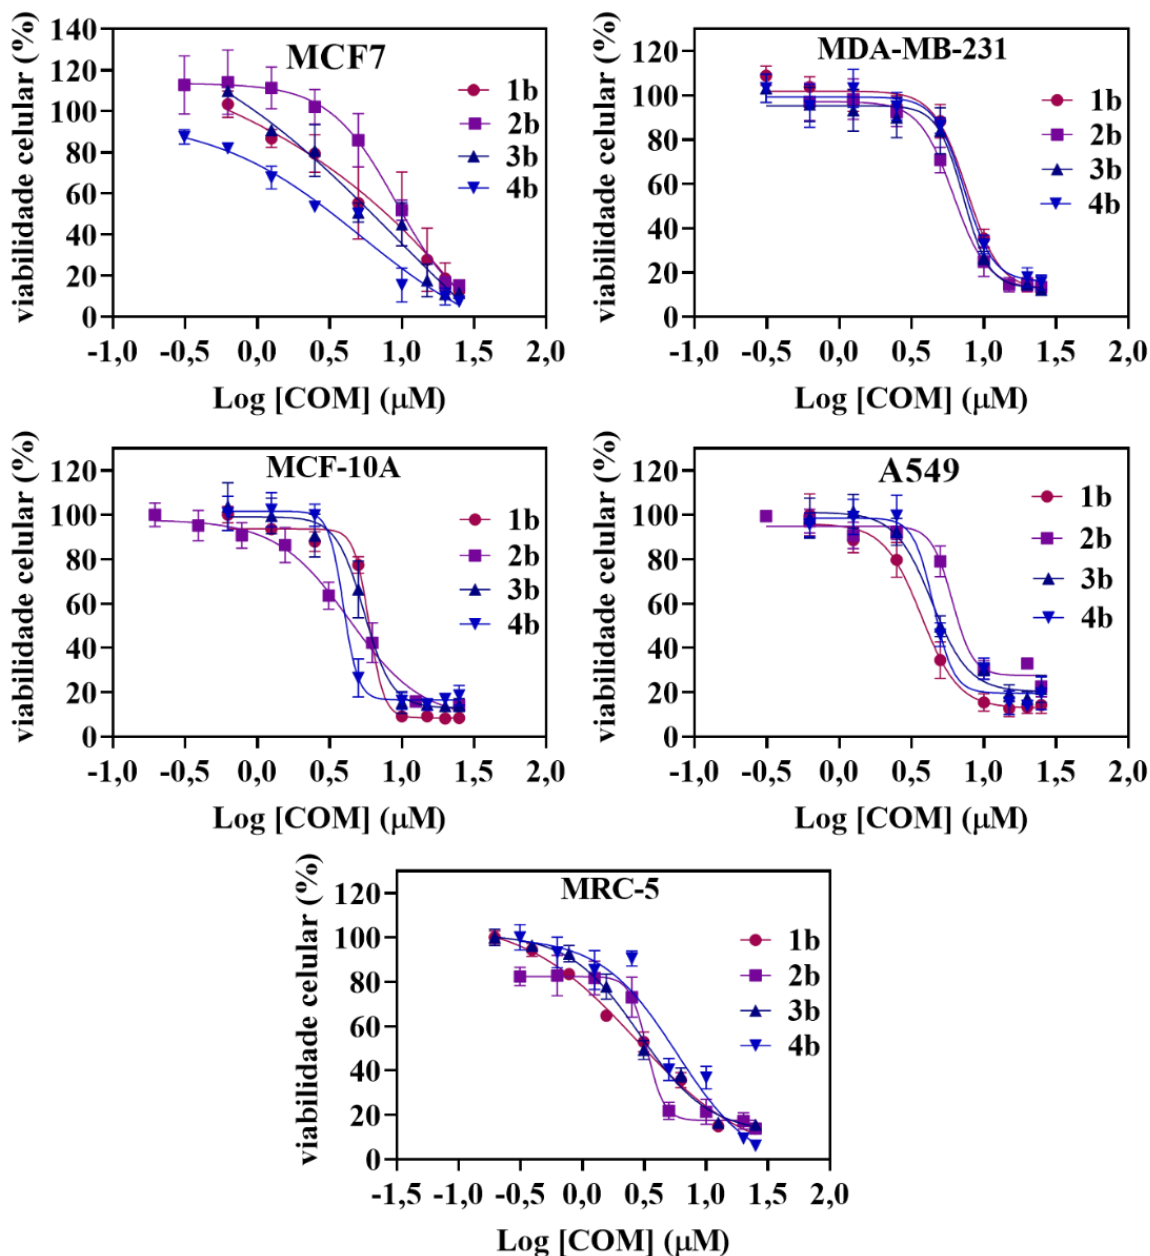 MCF7
viabilidade celular (%)
140
120
100
80
60
40
20
0
1b
2b
3b
4b
-1,0 -0,5 0,0 0,5 1,0 1,5 2,0
Log [COM] (μM)
MDA-MB-231
viabilidade celular (%)
120
100
80
60
40
20
0
1b
2b
3b
4b
-1,0 -0,5 0,0 0,5 1,0 1,5 2,0
Log [COM] (μM)
MCF-10A
viabilidade celular (%)
120
100
80
60
40
20
0
1b
2b
3b
4b
-1,0 -0,5 0,0 0,5 1,0 1,5 2,0
Log [COM] (μM)
A549
viabilidade celular (%)
120
100
80
60
40
20
0
1b
2b
3b
4b
-1,0 -0,5 0,0 0,5 1,0 1,5 2,0
Log [COM] (μM)
MRC-5
viabilidade celular (%)
120
100
80
60
40
20
0
1b
2b
3b
4b
-1,5 -1,0 -0,5 0,0 0,5 1,0 1,5 2,0
Log [COM] (μM)